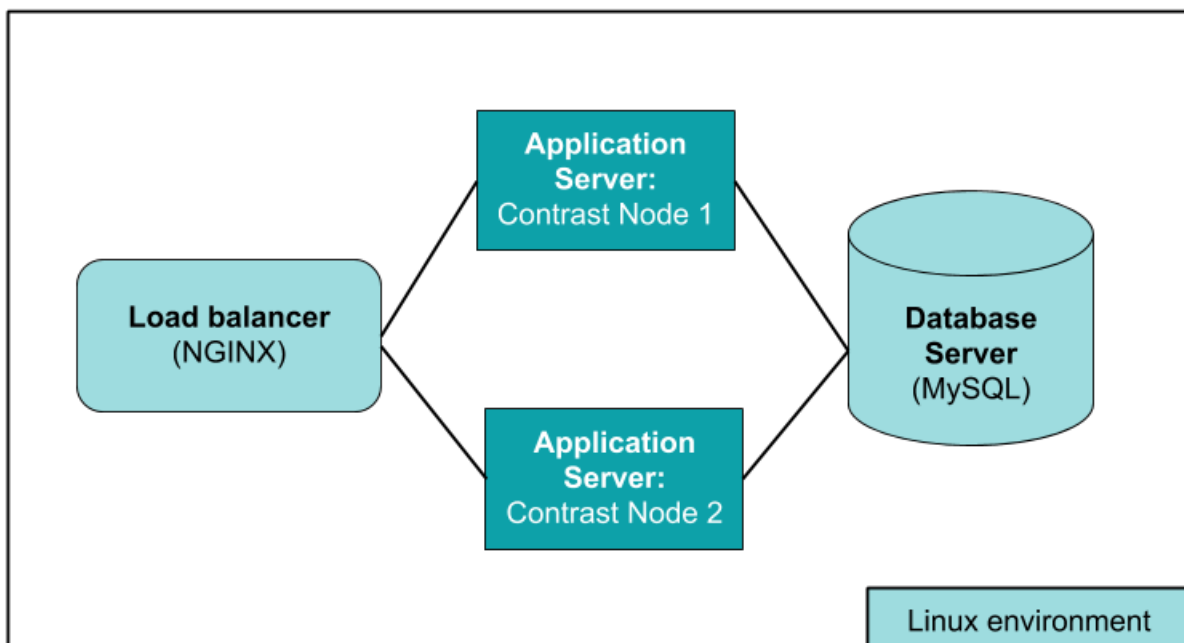 Application
Server:
Contrast Node 1
Load balancer
(NGINX)
Database
Server
(MySQL)
Application
Server:
Contrast Node 2
Linux environment